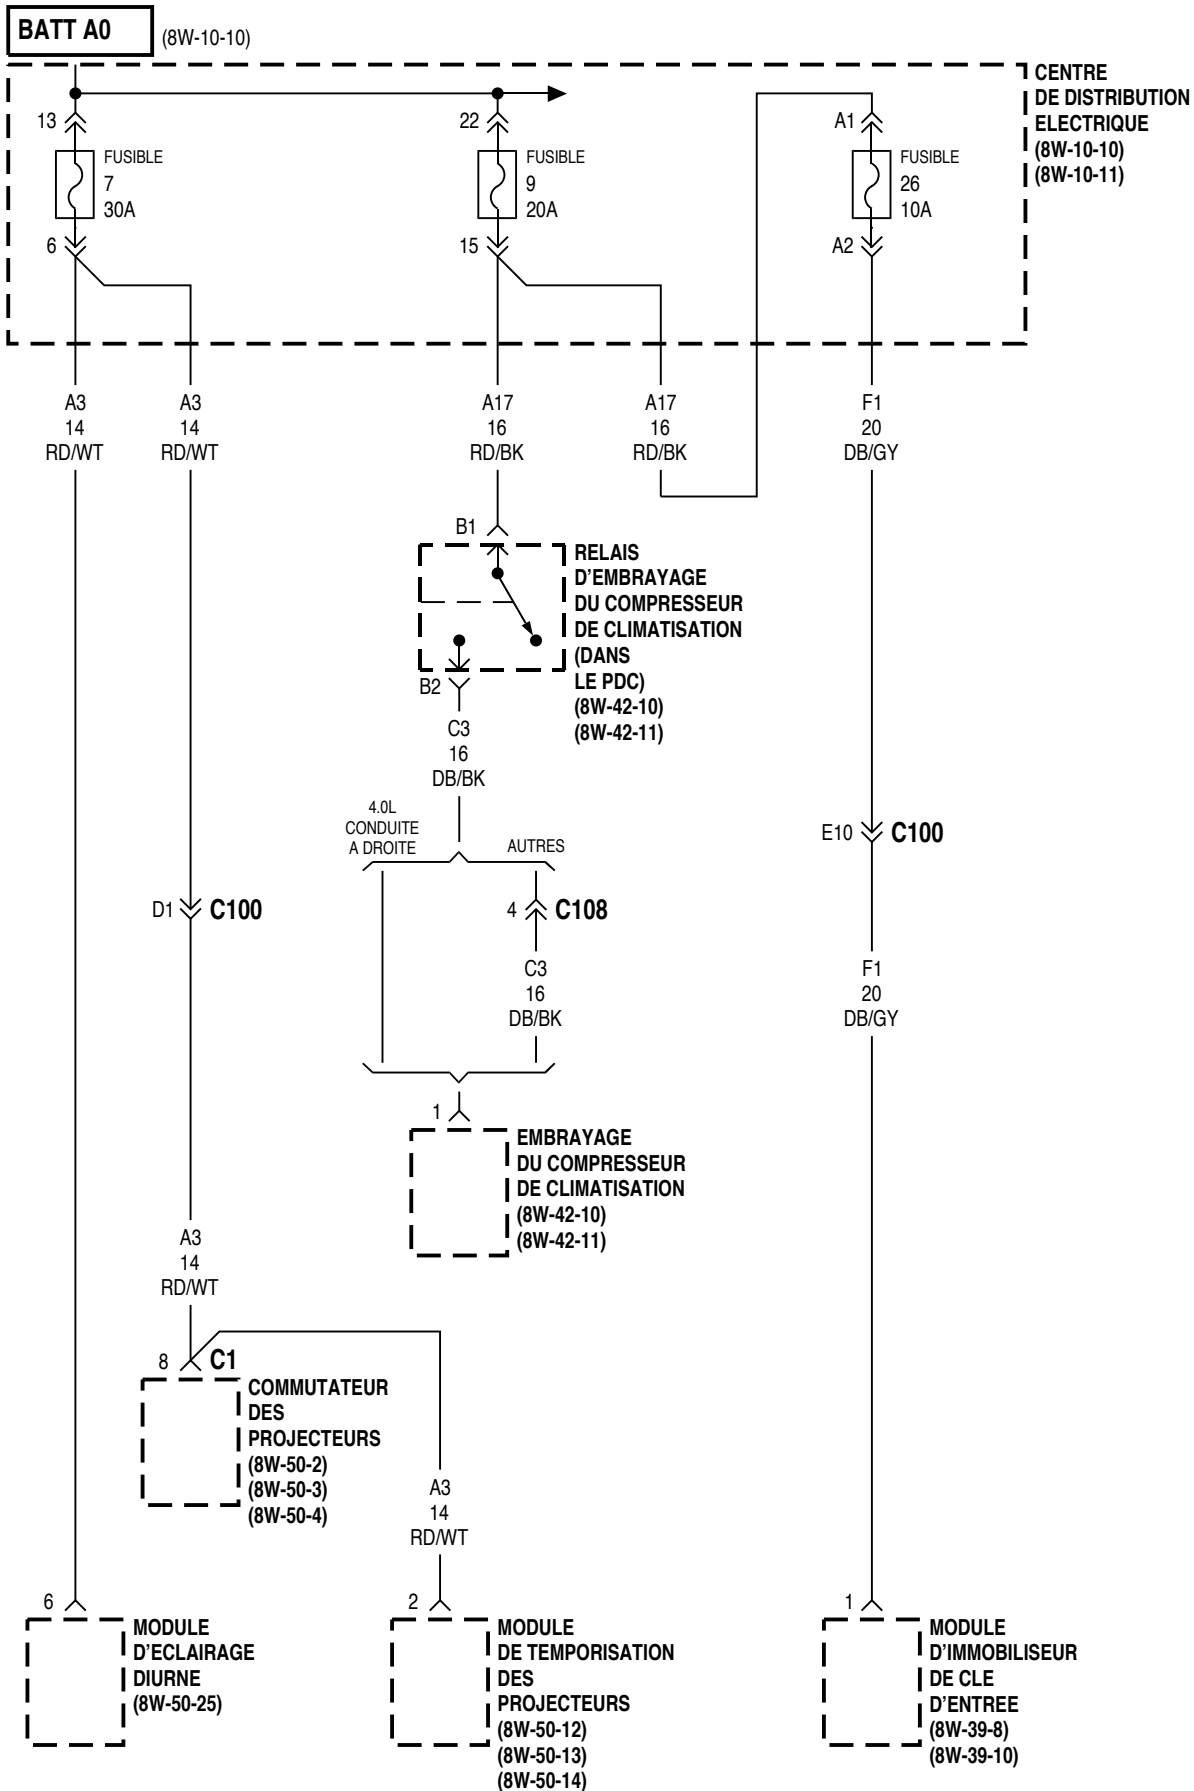 BATT A0
(8W-10-10)
CENTRE
DE DISTRIBUTION
ELECTRIQUE
(8W-10-10)
(8W-10-11)
13
FUSIBLE
7
30A
6
22
FUSIBLE
9
20A
15
A1
FUSIBLE
26
10A
A2
A3
14
RD/WT
A3
14
RD/WT
A17
16
RD/BK
A17
16
RD/BK
F1
20
DB/GY
B1
RELAIS
D'EMBRAYAGE
DU COMPRESSEUR
DE CLIMATISATION
(DANS
LE PDC)
(8W-42-10)
(8W-42-11)
B2
C3
16
DB/BK
4.0L
CONDUITE
A DROITE
AUTRES
E10
C100
D1
C100
4
C108
C3
16
DB/BK
F1
20
DB/GY
1
EMBRAYAGE
DU COMPRESSEUR
DE CLIMATISATION
(8W-42-10)
(8W-42-11)
A3
14
RD/WT
8
C1
COMMUTATEUR
DES
PROJECTEURS
(8W-50-2)
(8W-50-3)
(8W-50-4)
A3
14
RD/WT
6
MODULE
D'ECLAIRAGE
DIURNE
(8W-50-25)
2
MODULE
DE TEMPORISATION
DES
PROJECTEURS
(8W-50-12)
(8W-50-13)
(8W-50-14)
1
MODULE
D'IMMOBILISEUR
DE CLE
D'ENTREE
(8W-39-8)
(8W-39-10)